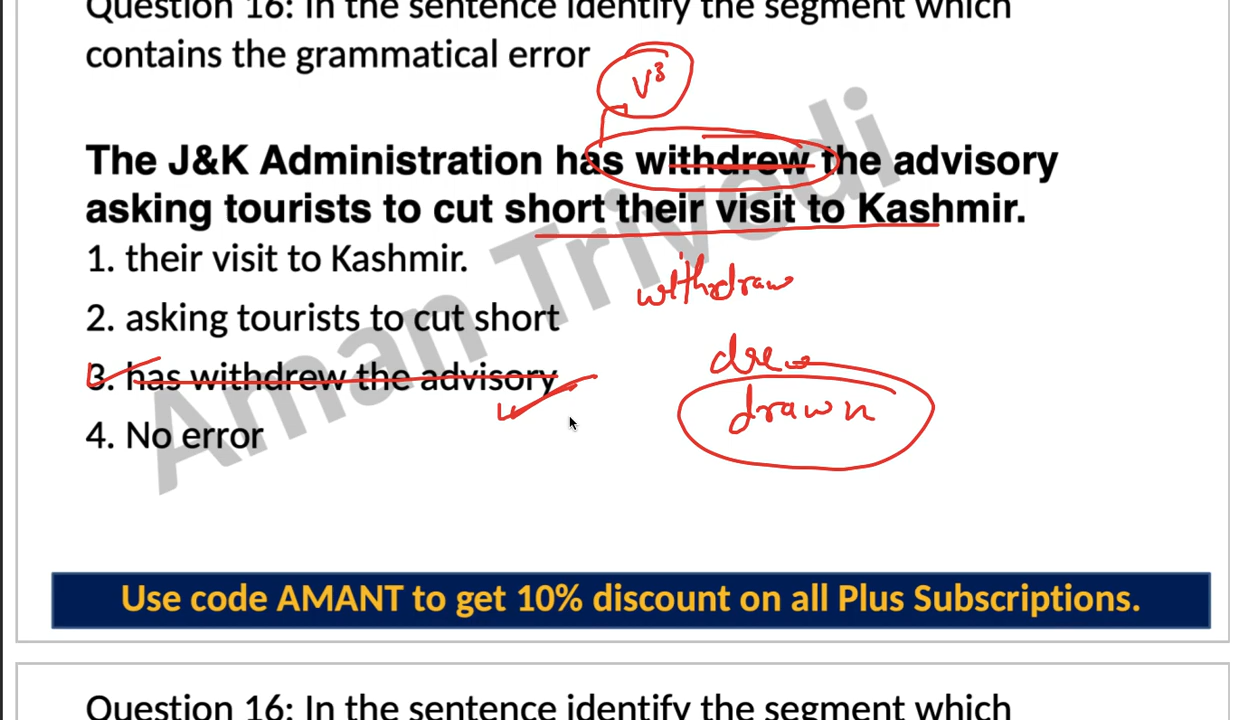 Question 16: In the sentence identify the segment which
contains the grammatical error
V³
The J&K Administration has withdrew the advisory
asking tourists to cut short their visit to Kashmir.
1. their visit to Kashmir.
withdraw
2. asking tourists to cut short
drew
3. has withdrew the advisory
drawn
4. No error
Aman Trivedi
Use code AMANT to get 10% discount on all Plus Subscriptions.
Question 16: In the sentence identify the segment which